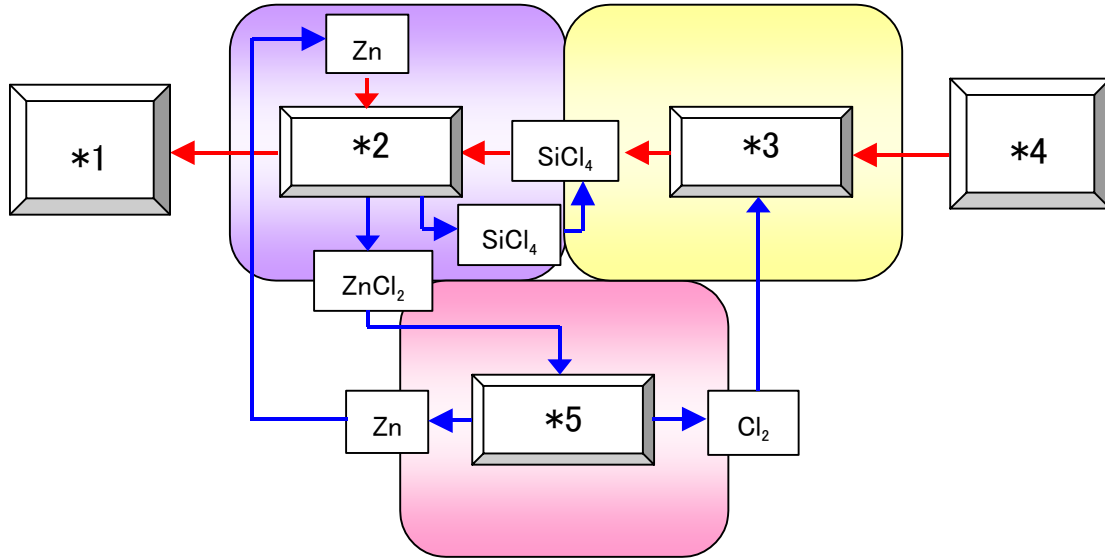 Zn
*1
*2
SiCl₄
*3
*4
SiCl₄
ZnCl₂
Zn
*5
Cl₂